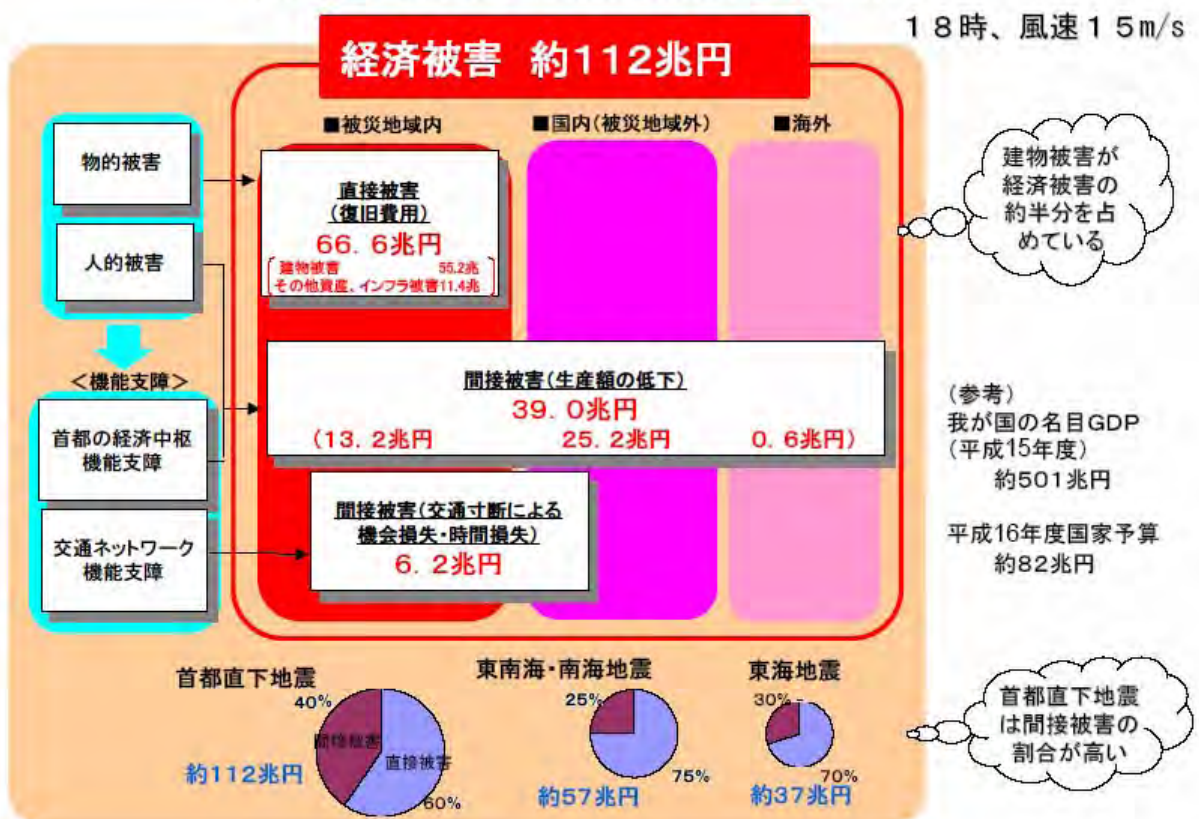 18時、風速15m/s
経済被害 約112兆円
■被災地域内
■国内(被災地域外)
■海外
物的被害
人的被害
<機能支障>
首都の経済中枢
機能支障
交通ネットワーク
機能支障
直接被害
(復旧費用)
66.6兆円
建物被害 55.2兆
その他資産、インフラ被害11.4兆
間接被害(生産額の低下)
39.0兆円
(13.2兆円 25.2兆円 0.6兆円)
間接被害(交通寸断による
機会損失・時間損失)
6.2兆円
建物被害が
経済被害の
約半分を占
めている
(参考)
我が国の名目GDP
(平成15年度)
約501兆円
平成16年度国家予算
約82兆円
首都直下地震
40%
間接被害
直接被害
60%
約112兆円
東南海・南海地震
25%
75%
約57兆円
東海地震
30%
70%
約37兆円
首都直下地震
は間接被害の
割合が高い